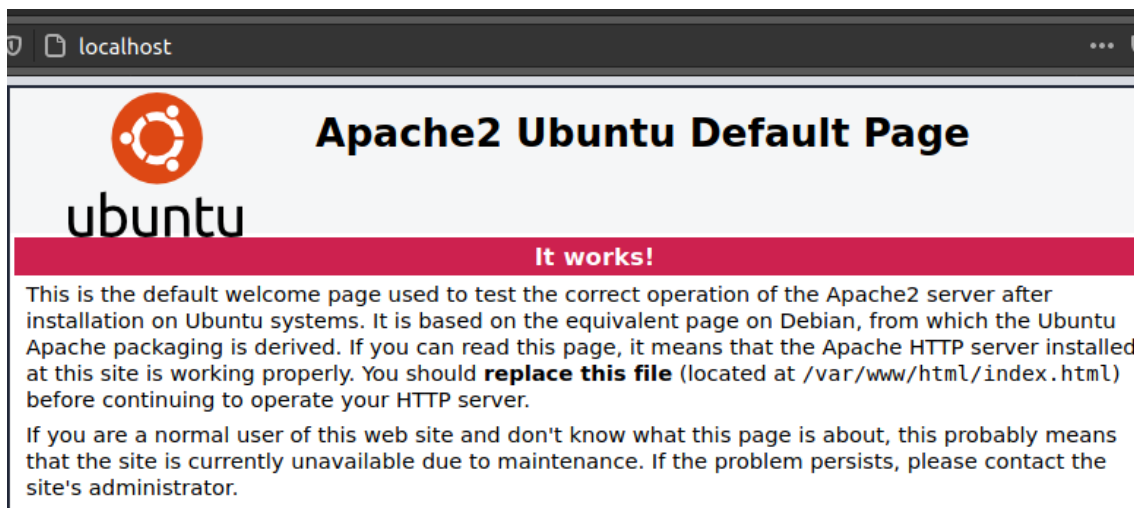 localhost
Apache2 Ubuntu Default Page
ubuntu
It works!
This is the default welcome page used to test the correct operation of the Apache2 server after
installation on Ubuntu systems. It is based on the equivalent page on Debian, from which the Ubuntu
Apache packaging is derived. If you can read this page, it means that the Apache HTTP server installed
at this site is working properly. You should replace this file (located at /var/www/html/index.html)
before continuing to operate your HTTP server.
If you are a normal user of this web site and don't know what this page is about, this probably means
that the site is currently unavailable due to maintenance. If the problem persists, please contact the
site's administrator.